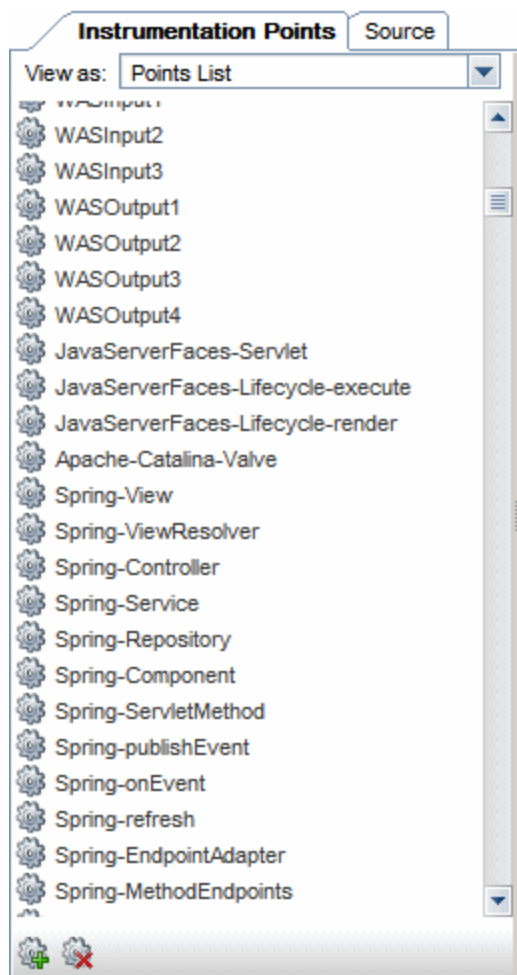 Instrumentation Points
Source
View as: Points List
WASInput1
WASInput2
WASInput3
WASOutput1
WASOutput2
WASOutput3
WASOutput4
JavaServerFaces-Servlet
JavaServerFaces-Lifecycle-execute
JavaServerFaces-Lifecycle-render
Apache-Catalina-Valve
Spring-View
Spring-ViewResolver
Spring-Controller
Spring-Service
Spring-Repository
Spring-Component
Spring-ServletMethod
Spring-publishEvent
Spring-onEvent
Spring-refresh
Spring-EndpointAdapter
Spring-MethodEndpoints